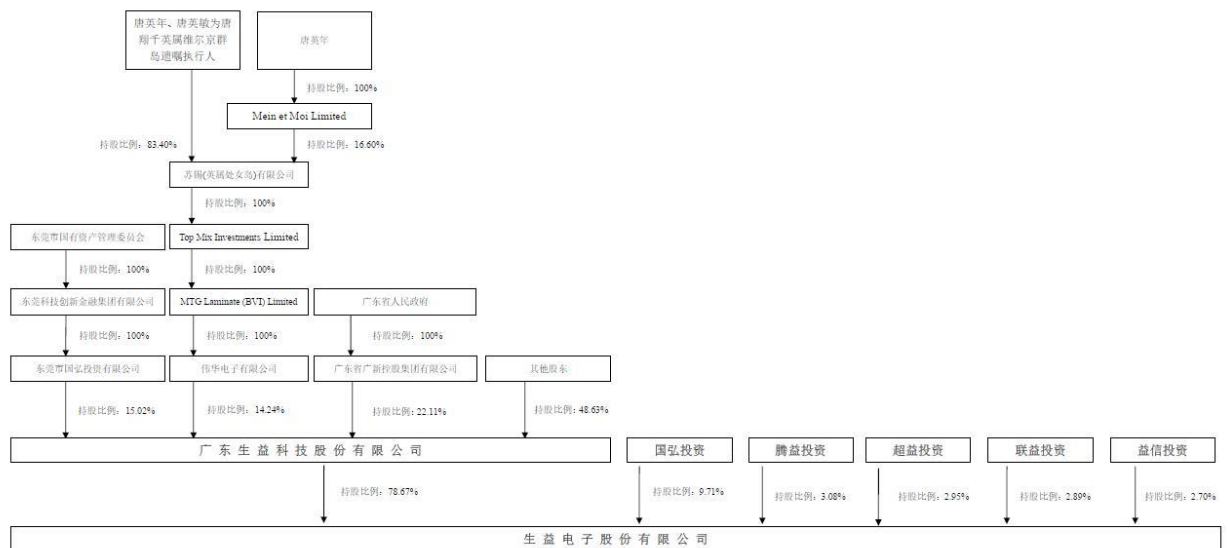 唐英年、唐英敏为唐
翔千英属维尔京群
岛遗嘱执行人
唐英年
持股比例：100%
Mein et Moi Limited
持股比例：83.40%
持股比例：16.60%
苏锡(英属处女岛)有限公司
持股比例：100%
东莞市国有资产管理委员会
Top Mix Investments Limited
持股比例：100%
持股比例：100%
东莞科技创新金融集团有限公司
MTG Laminate (BVI) Limited
广东省人民政府
持股比例：100%
持股比例：100%
持股比例：100%
东莞市国弘投资有限公司
伟华电子有限公司
广东省广新控股集团有限公司
其他股东
持股比例：15.02%
持股比例：14.24%
持股比例: 22.11%
持股比例: 48.63%
广东生益科技股份有限公司
国弘投资
腾益投资
超益投资
联益投资
益信投资
持股比例：78.67%
持股比例：9.71%
持股比例：3.08%
持股比例：2.95%
持股比例：2.89%
持股比例：2.70%
生益电子股份有限公司